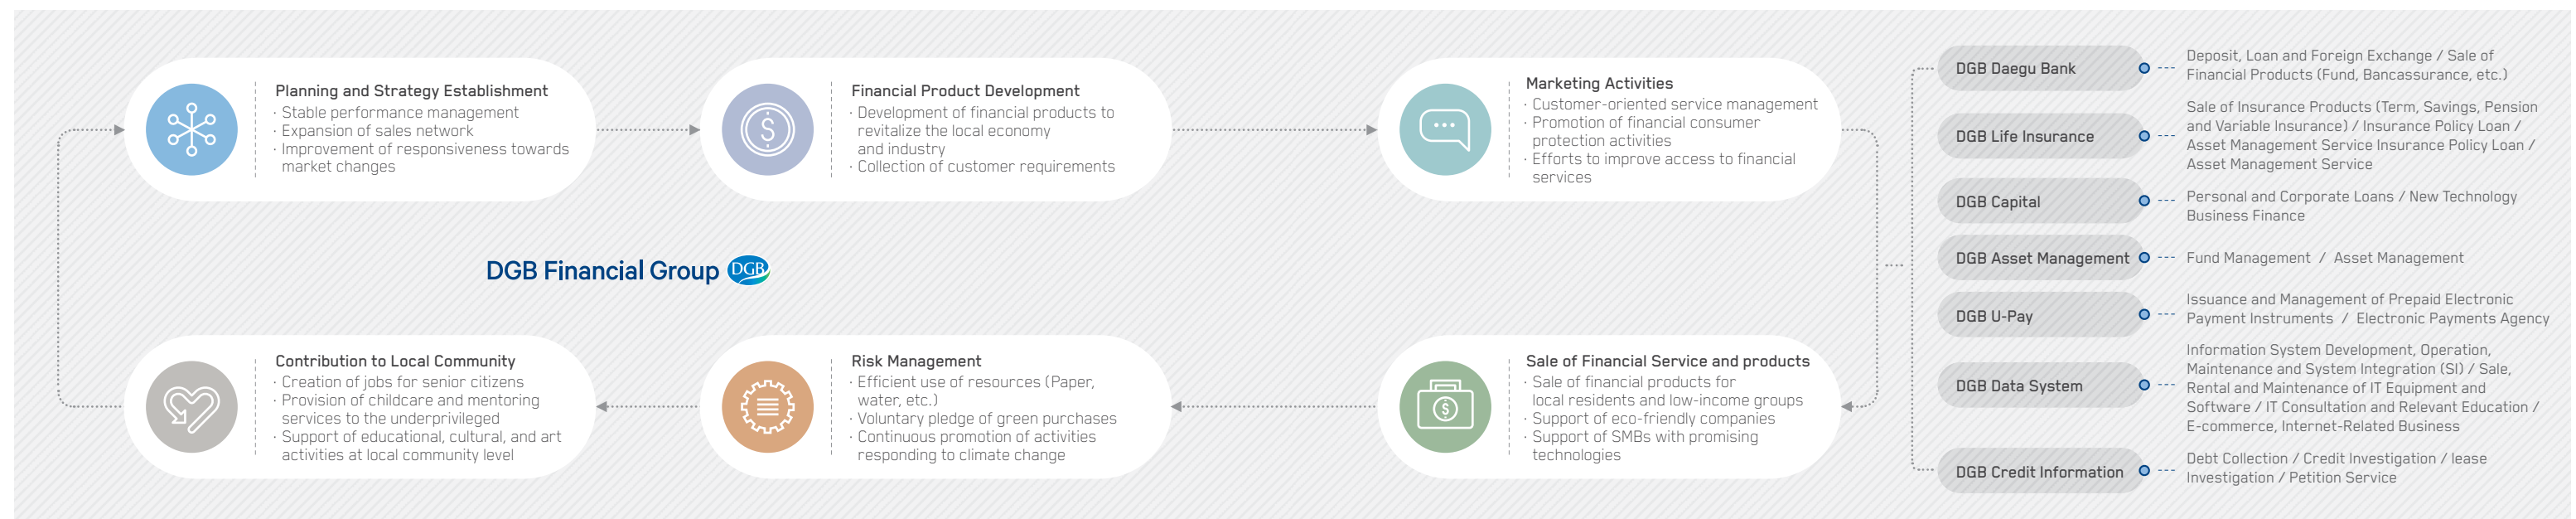 Planning and Strategy Establishment
· Stable performance management
· Expansion of sales network
· Improvement of responsiveness towards
market changes
Financial Product Development
· Development of financial products to
revitalize the local economy
and industry
· Collection of customer requirements
Marketing Activities
· Customer-oriented service management
· Promotion of financial consumer
protection activities
· Efforts to improve access to financial
services
DGB Financial Group DGB
Contribution to Local Community
· Creation of jobs for senior citizens
· Provision of childcare and mentoring
services to the underprivileged
· Support of educational, cultural, and art
activities at local community level
Risk Management
· Efficient use of resources (Paper,
water, etc.)
· Voluntary pledge of green purchases
· Continuous promotion of activities
responding to climate change
Sale of Financial Service and products
· Sale of financial products for
local residents and low-income groups
· Support of eco-friendly companies
· Support of SMBs with promising
technologies
DGB Daegu Bank
Deposit, Loan and Foreign Exchange / Sale of
Financial Products (Fund, Bancassurance, etc.)
DGB Life Insurance
Sale of Insurance Products (Term, Savings, Pension
and Variable Insurance) / Insurance Policy Loan /
Asset Management Service Insurance Policy Loan /
Asset Management Service
DGB Capital
Personal and Corporate Loans / New Technology
Business Finance
DGB Asset Management
Fund Management / Asset Management
DGB U-Pay
Issuance and Management of Prepaid Electronic
Payment Instruments / Electronic Payments Agency
DGB Data System
Information System Development, Operation,
Maintenance and System Integration (SI) / Sale,
Rental and Maintenance of IT Equipment and
Software / IT Consultation and Relevant Education /
E-commerce, Internet-Related Business
DGB Credit Information
Debt Collection / Credit Investigation / lease
Investigation / Petition Service